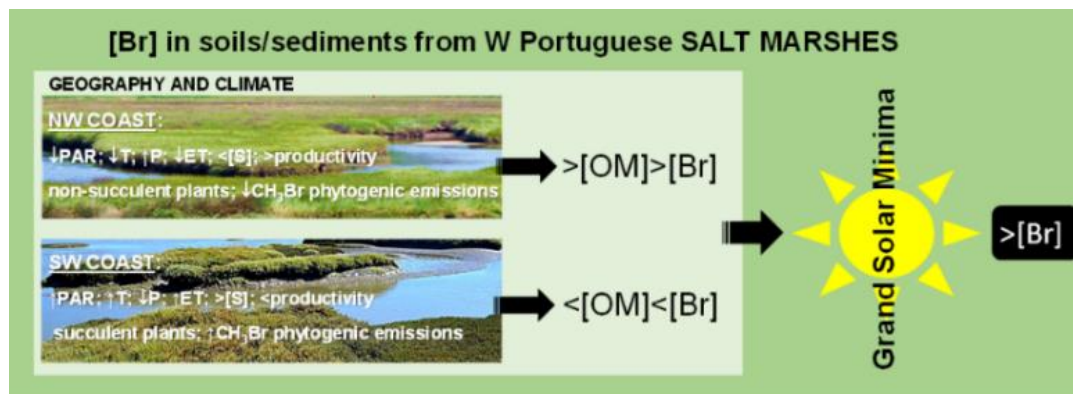 [Br] in soils/sediments from W Portuguese SALT MARSHES
GEOGRAPHY AND CLIMATE
NW COAST:
↓PAR; ↓T; ↑P; ↓ET; <[S]; >productivity
non-succulent plants; ↓CH₃Br phytogenic emissions
>[OM]>[Br]
SW COAST:
↑PAR; ↑T; ↓P; ↑ET; >[S]; <productivity
succulent plants; ↑CH₃Br phytogenic emissions
<[OM]<[Br]
Grand Solar Minima
>[Br]